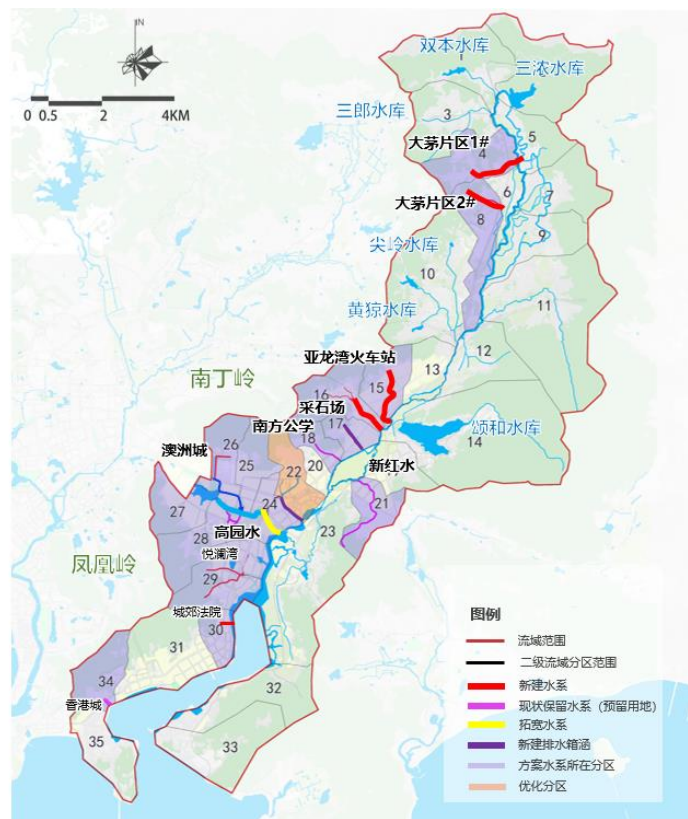 IN
0 0.5 2 4KM
双本水库
三浓水库
三郎水库
3
5
大茅片区1#
4
6
7
大茅片区2#
8
9
尖岭水库
10
黄猄水库
11
12
亚龙湾火车站
13
南丁岭
16
15
采石场
南方公学
17
颂和水库
14
18
澳洲城
26
25
22
20
新红水
27
24
21
高园水
23
28
悦澜湾
凤凰岭
29
城郊法院
30
31
32
34
香港城
35
33
图例
流域范围
二级流域分区范围
新建水系
现状保留水系（预留用地）
拓宽水系
新建排水箱涵
方案水系所在分区
优化分区